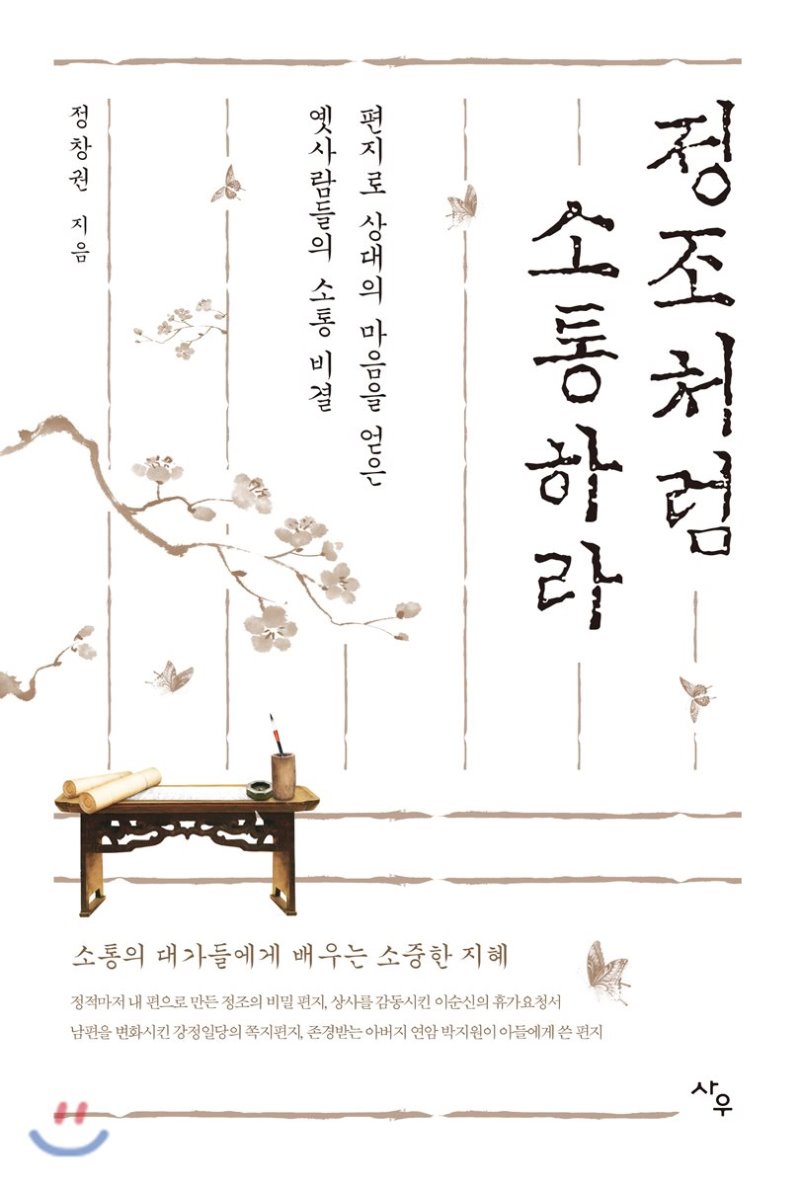 정조처럼
소통하라
편지로 상대의 마음을 얻은
옛사람들의 소통 비결
정창권 지음
소통의 대가들에게 배우는 소중한 지혜
정적마저 내 편으로 만든 정조의 비밀 편지, 상사를 감동시킨 이순신의 휴가요청서
남편을 변화시킨 강정일당의 쪽지편지, 존경받는 아버지 연암 박지원이 아들에게 쓴 편지
사우